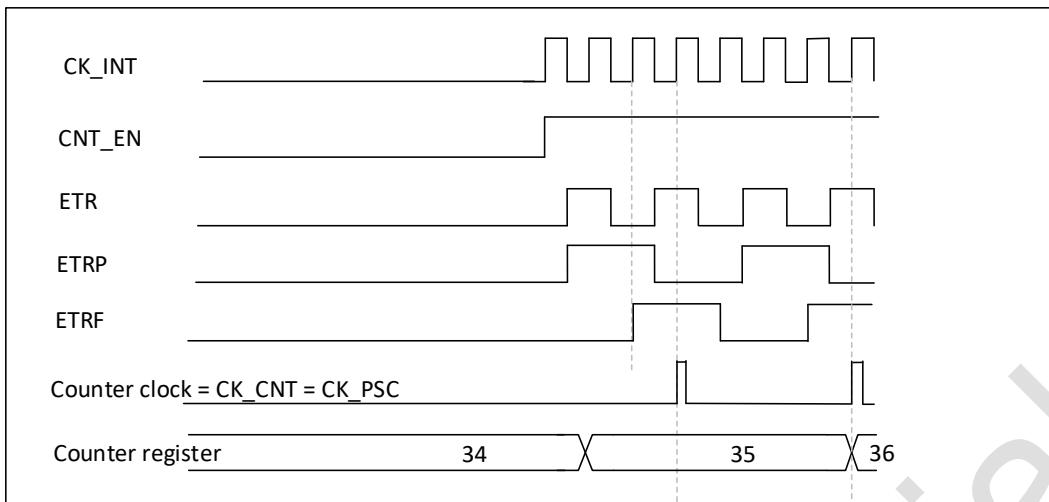 CK_INT
CNT_EN
ETR
ETRP
ETRF
Counter clock = CK_CNT = CK_PSC
Counter register 34 35 36